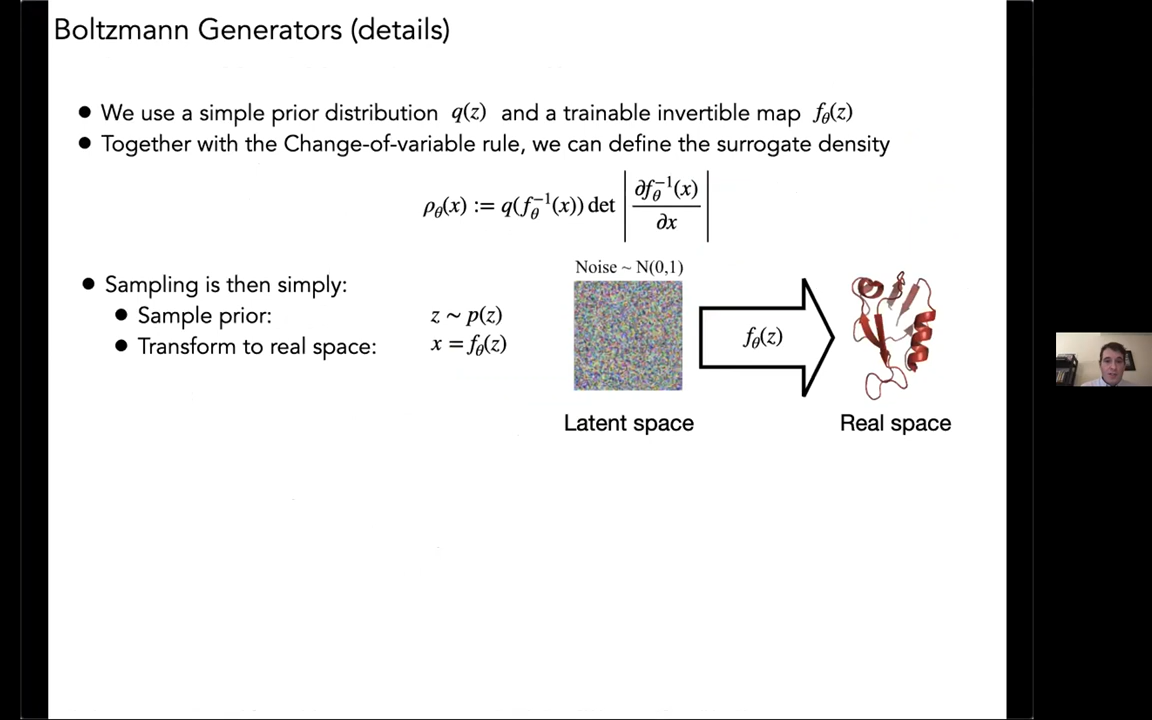 Boltzmann Generators (details)
● We use a simple prior distribution q(z) and a trainable invertible map f_θ(z)
● Together with the Change-of-variable rule, we can define the surrogate density
ρ_θ(x) := q(f_θ^{-1}(x)) det |∂f_θ^{-1}(x) / ∂x|
● Sampling is then simply:
● Sample prior: z ~ p(z)
● Transform to real space: x = f_θ(z)
Noise ~ N(0,1)
f_θ(z)
Latent space
Real space